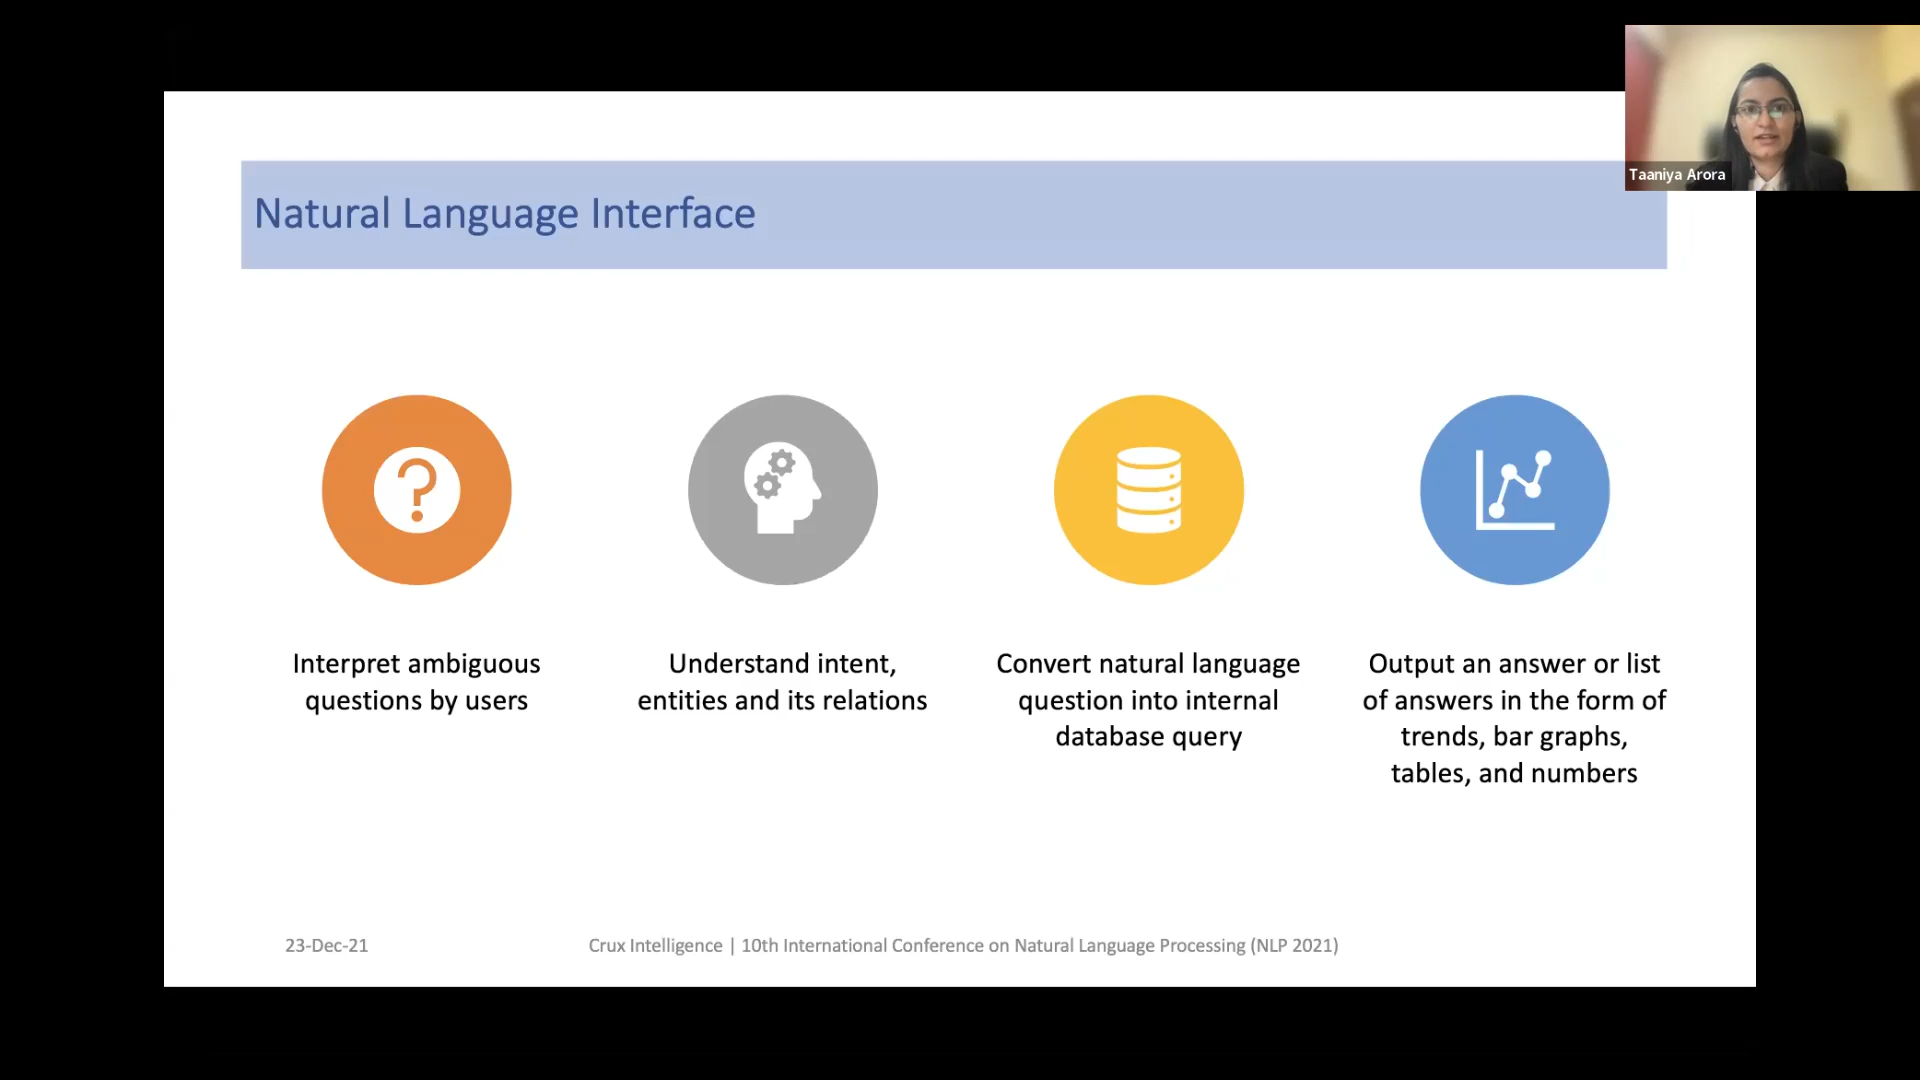 Taaniya Arora
Natural Language Interface
?
Interpret ambiguous
questions by users
Understand intent,
entities and its relations
Convert natural language
question into internal
database query
Output an answer or list
of answers in the form of
trends, bar graphs,
tables, and numbers
23-Dec-21
Crux Intelligence | 10th International Conference on Natural Language Processing (NLP 2021)